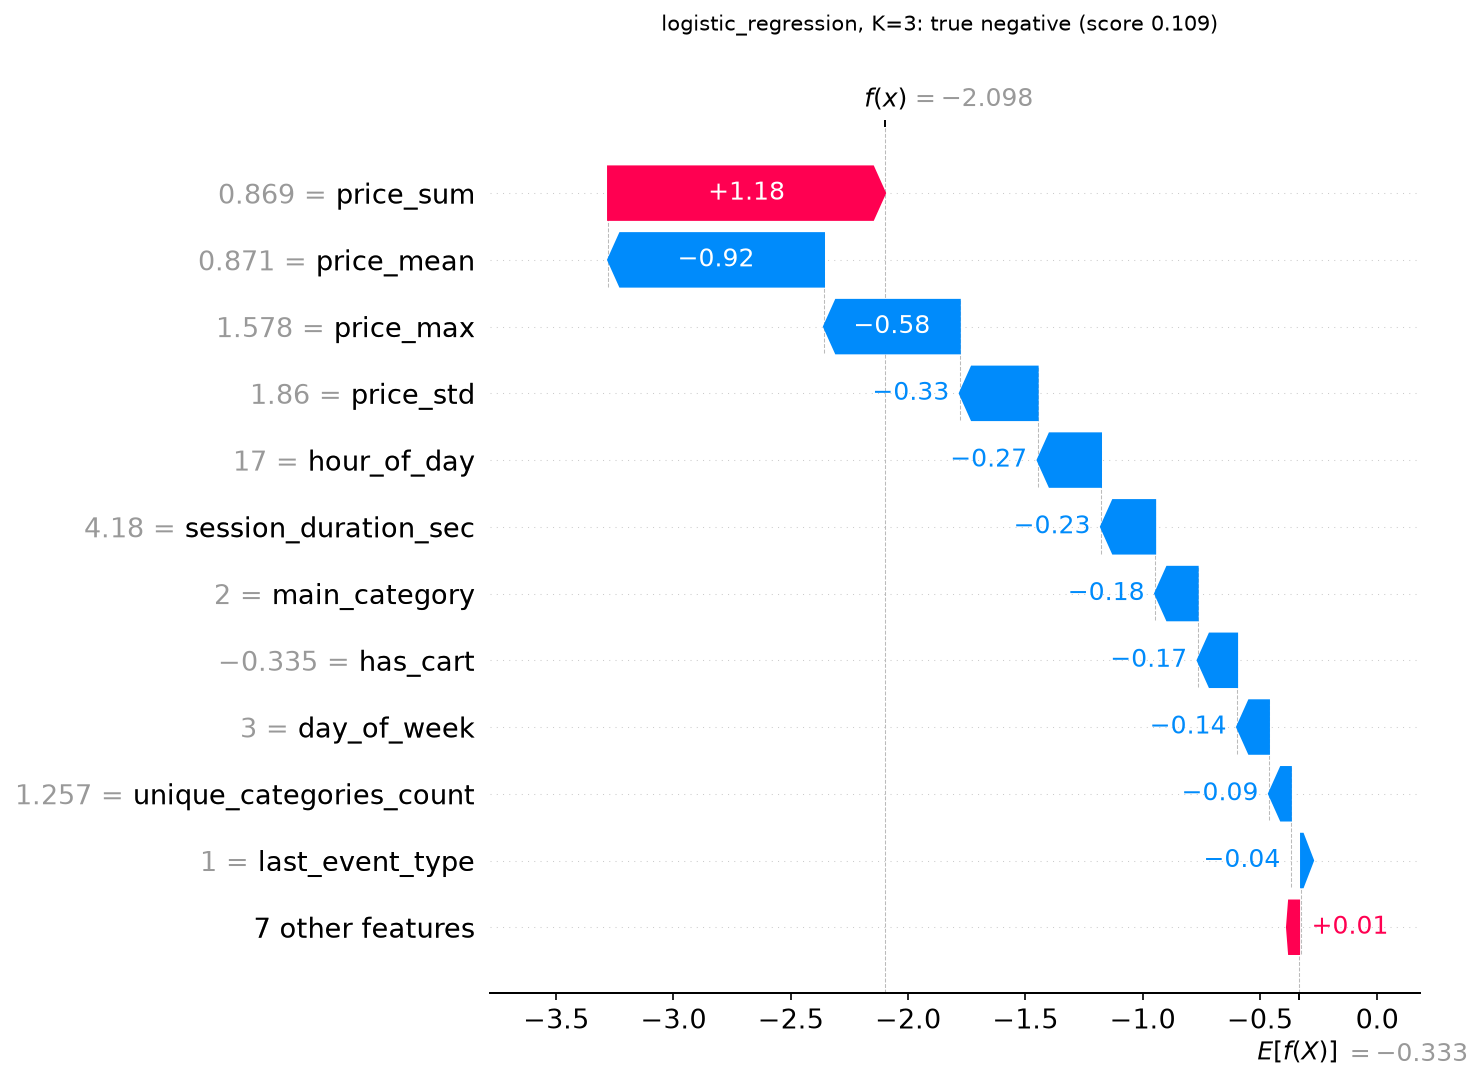 logistic_regression, K=3: true negative (score 0.109)
f(x) = −2.098
0.869 = price_sum +1.18
0.871 = price_mean −0.92
1.578 = price_max −0.58
1.86 = price_std −0.33
17 = hour_of_day −0.27
4.18 = session_duration_sec −0.23
2 = main_category −0.18
−0.335 = has_cart −0.17
3 = day_of_week −0.14
1.257 = unique_categories_count −0.09
1 = last_event_type −0.04
7 other features +0.01
−3.5 −3.0 −2.5 −2.0 −1.5 −1.0 −0.5 0.0
E[f(X)] = −0.333